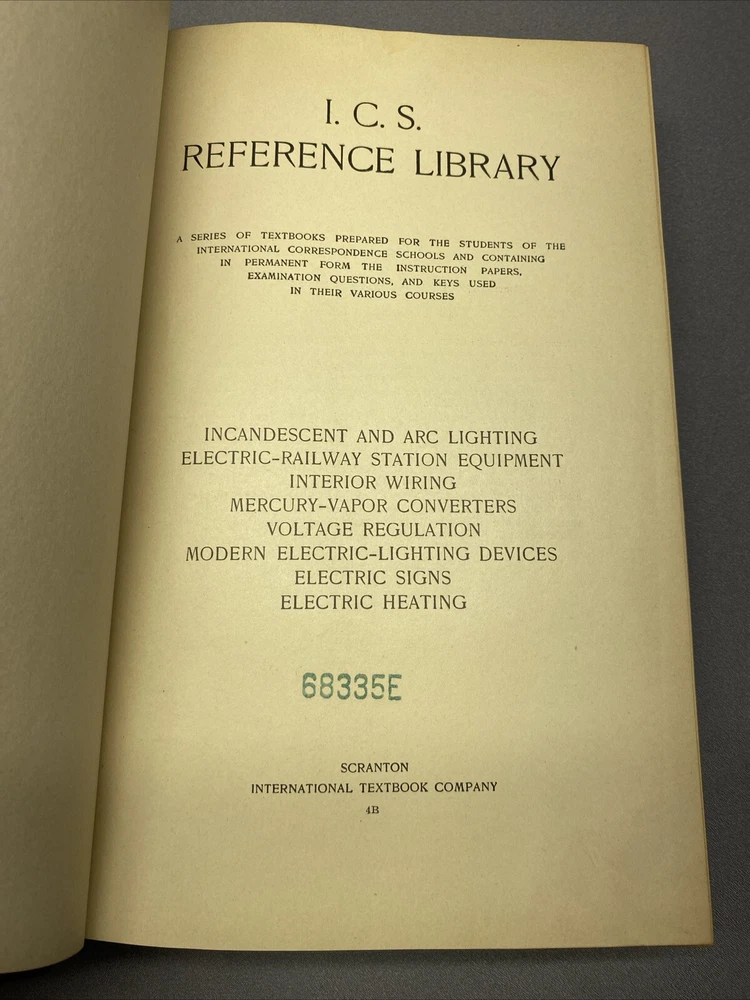 I. C. S.
REFERENCE LIBRARY
A SERIES OF TEXTBOOKS PREPARED FOR THE STUDENTS OF THE
INTERNATIONAL CORRESPONDENCE SCHOOLS AND CONTAINING
IN PERMANENT FORM THE INSTRUCTION PAPERS,
EXAMINATION QUESTIONS, AND KEYS USED
IN THEIR VARIOUS COURSES
INCANDESCENT AND ARC LIGHTING
ELECTRIC-RAILWAY STATION EQUIPMENT
INTERIOR WIRING
MERCURY-VAPOR CONVERTERS
VOLTAGE REGULATION
MODERN ELECTRIC-LIGHTING DEVICES
ELECTRIC SIGNS
ELECTRIC HEATING
68335E
SCRANTON
INTERNATIONAL TEXTBOOK COMPANY
4B